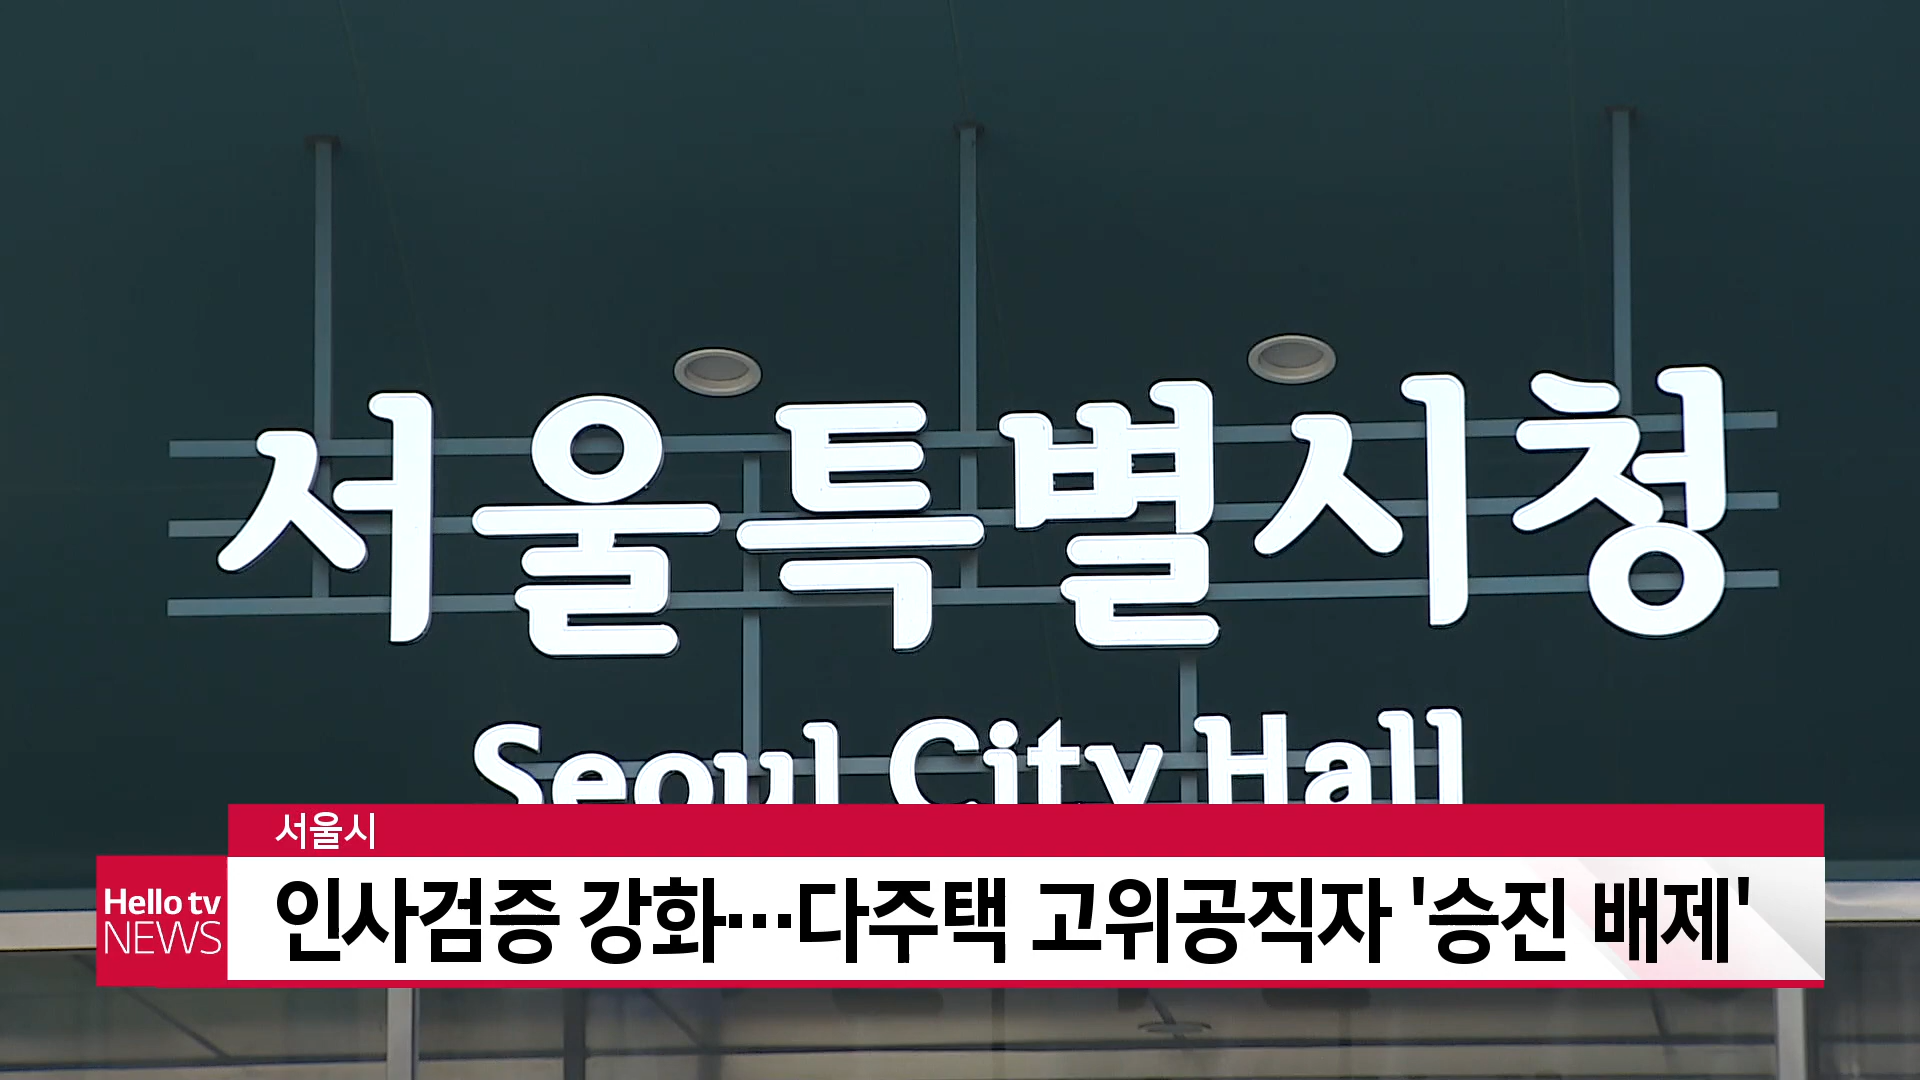 서울특별시청
Seoul City Hall
서울시
Hello tv
NEWS
인사검증 강화…다주택 고위공직자 '승진 배제'